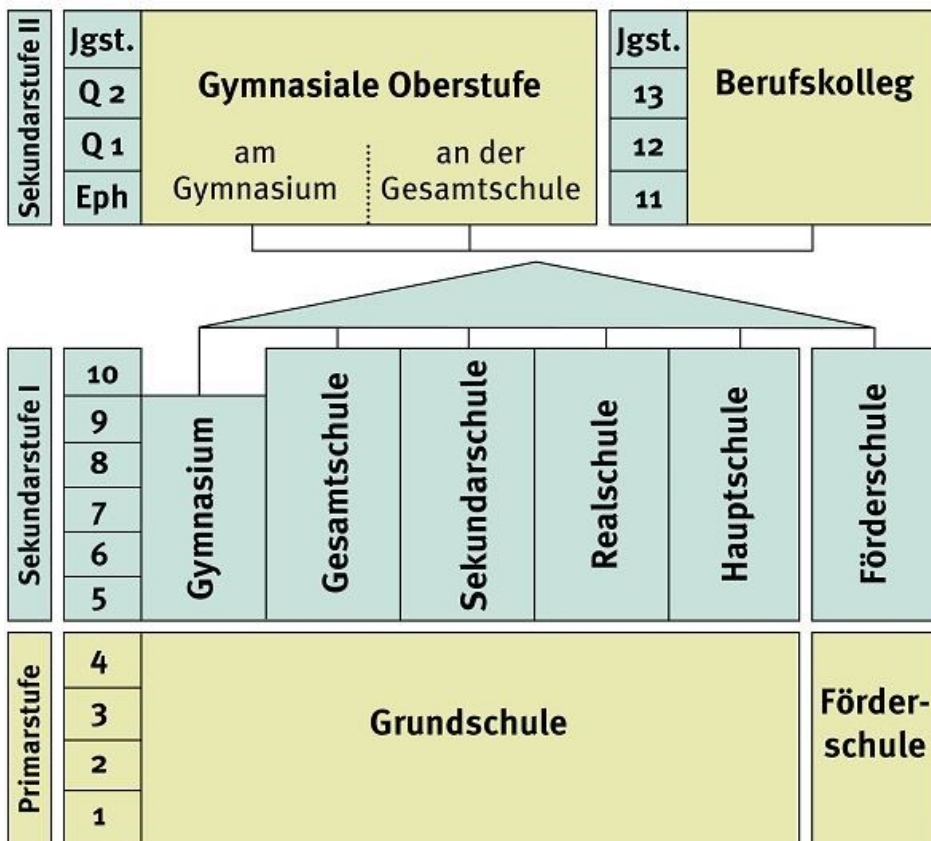 Sekundarstufe II
Jgst.
Q 2
Q 1
Eph
Gymnasiale Oberstufe
am
Gymnasium
an der
Gesamtschule
Jgst.
13
12
11
Berufskolleg
Sekundarstufe I
10
9
8
7
6
5
Gymnasium
Gesamtschule
Sekundarschule
Realschule
Hauptschule
Förderschule
Primarstufe
4
3
2
1
Grundschule
Förder-
schule